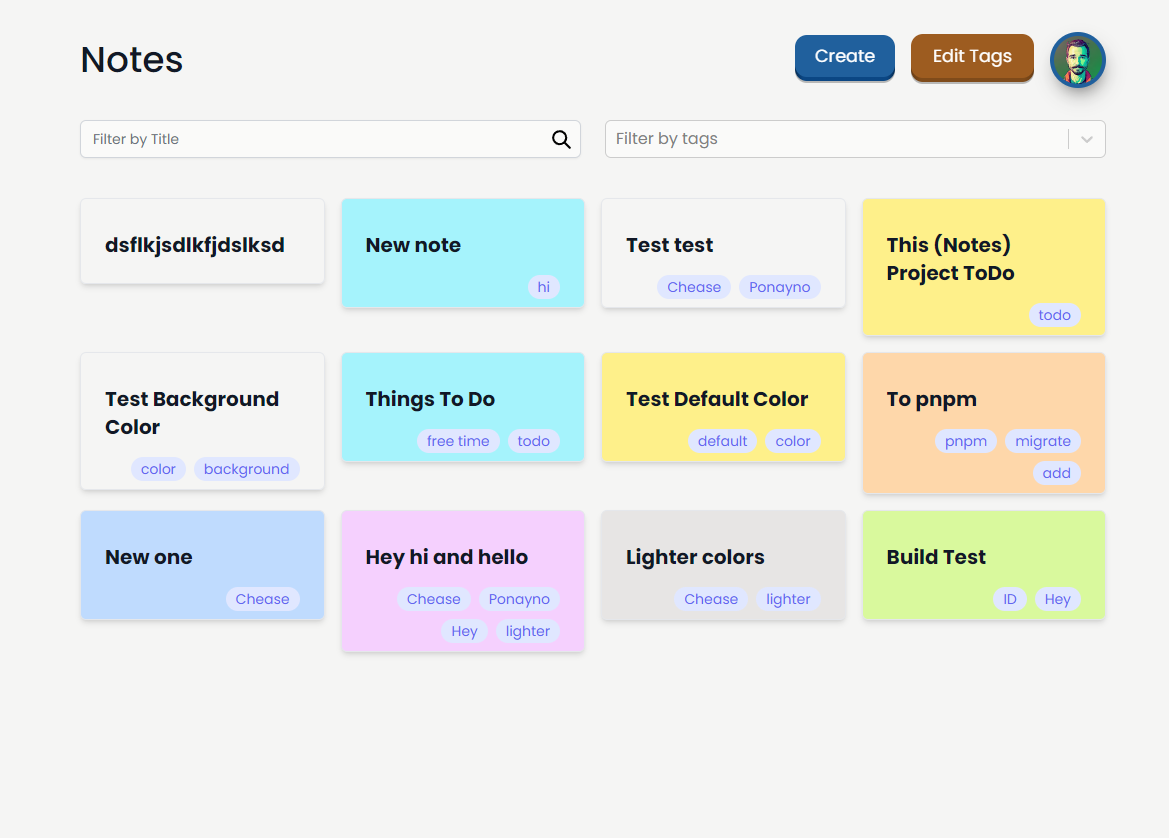 Notes
Create
Edit Tags
Filter by Title
Filter by tags
dsflkjsdlkfjdslksd
New note
hi
Test test
Chease Ponayno
This (Notes)
Project ToDo
todo
Test Background
Color
color background
Things To Do
free time todo
Test Default Color
default color
To pnpm
pnpm migrate
add
New one
Chease
Hey hi and hello
Chease Ponayno
Hey lighter
Lighter colors
Chease lighter
Build Test
ID Hey